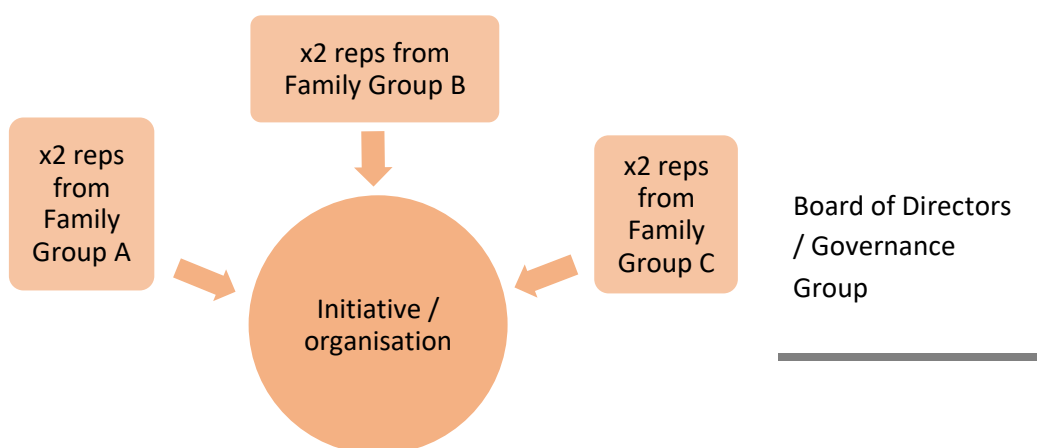 x2 reps from
Family Group B
x2 reps
from
Family
Group A
x2 reps
from
Family
Group C
Initiative /
organisation
Board of Directors
/ Governance
Group